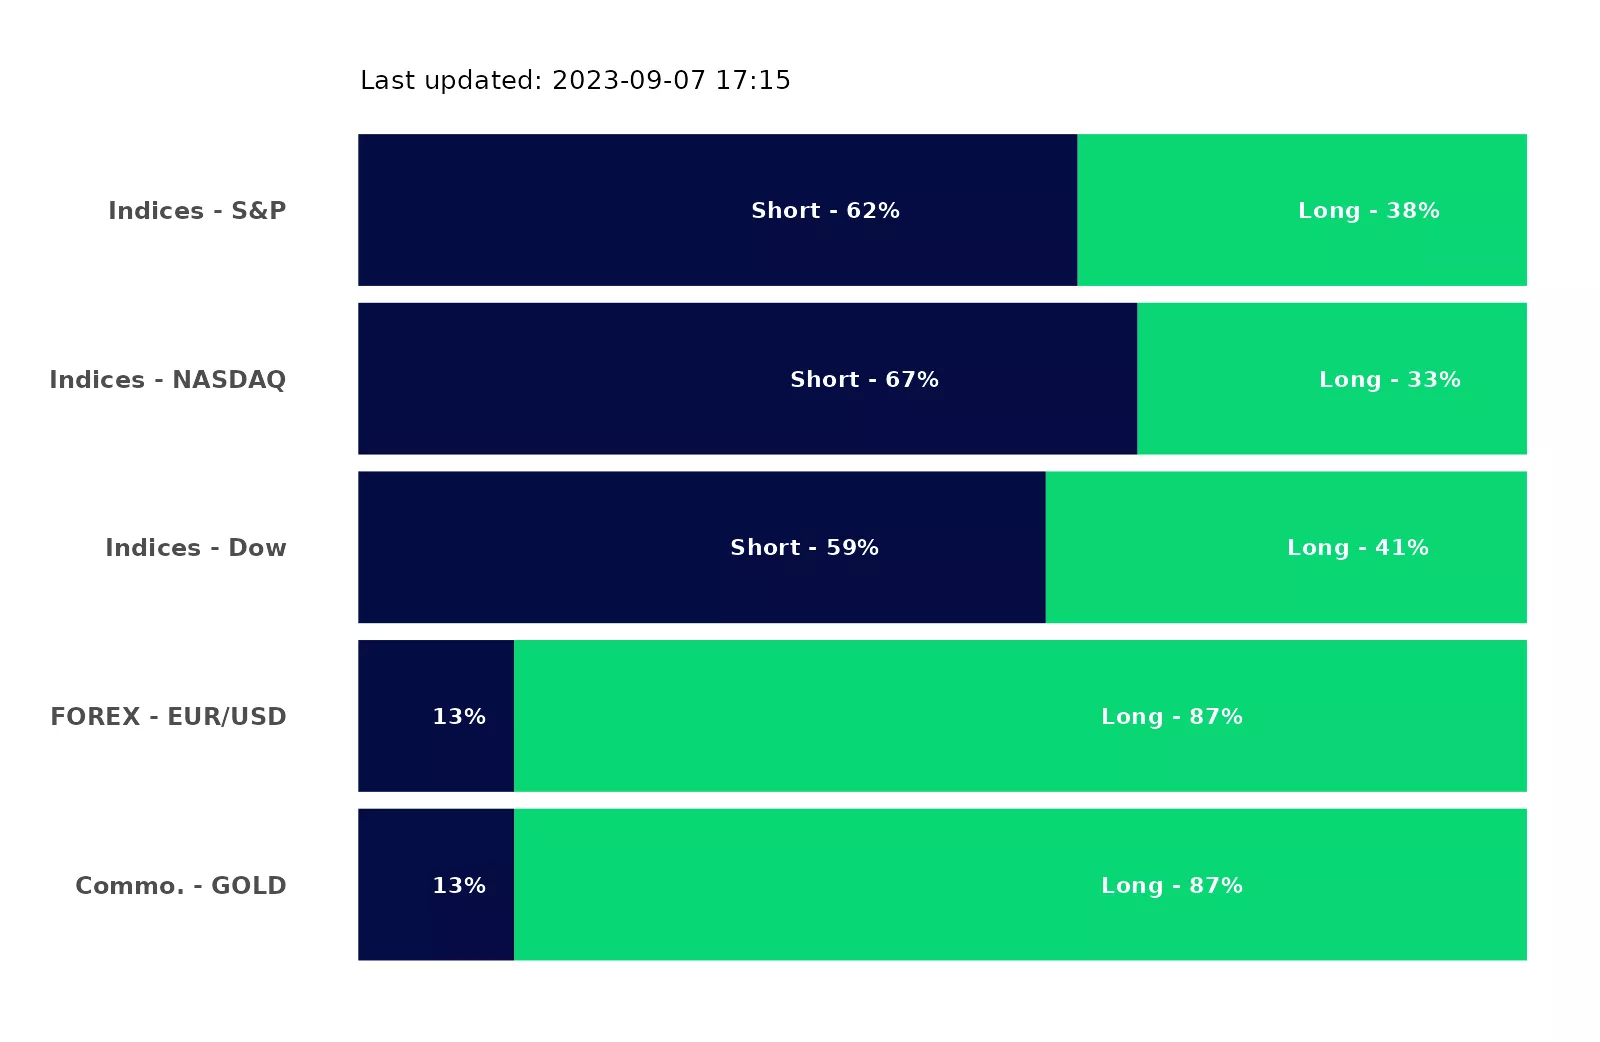 Last updated: 2023-09-07 17:15
Indices - S&P Short - 62% Long - 38%
Indices - NASDAQ Short - 67% Long - 33%
Indices - Dow Short - 59% Long - 41%
FOREX - EUR/USD 13% Long - 87%
Commo. - GOLD 13% Long - 87%